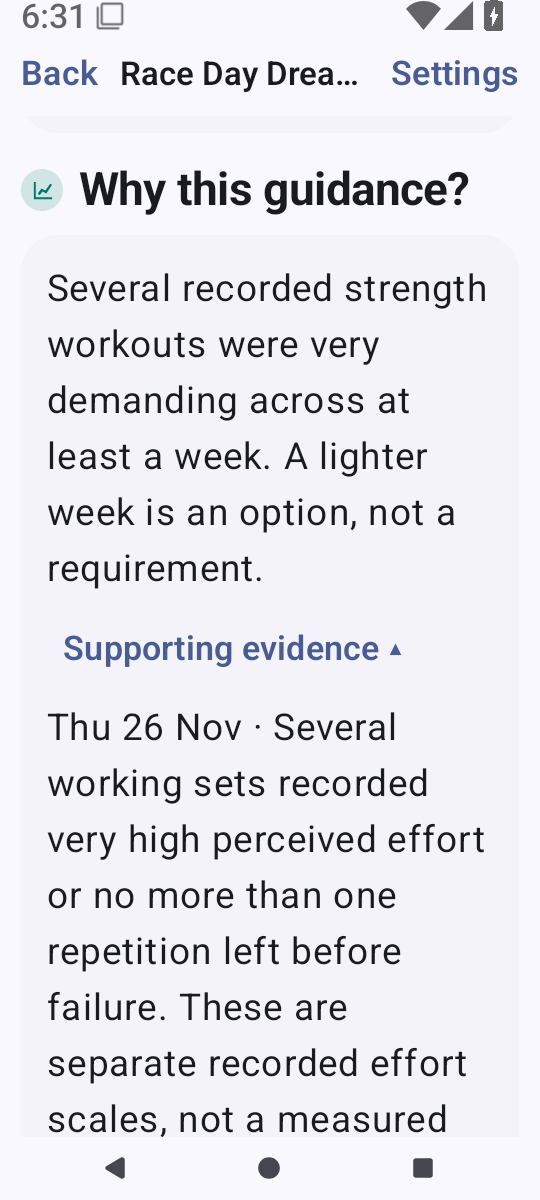 6:31
Back Race Day Drea... Settings
Why this guidance?
Several recorded strength
workouts were very
demanding across at
least a week. A lighter
week is an option, not a
requirement.
Supporting evidence ▲
Thu 26 Nov · Several
working sets recorded
very high perceived effort
or no more than one
repetition left before
failure. These are
separate recorded effort
scales, not a measured